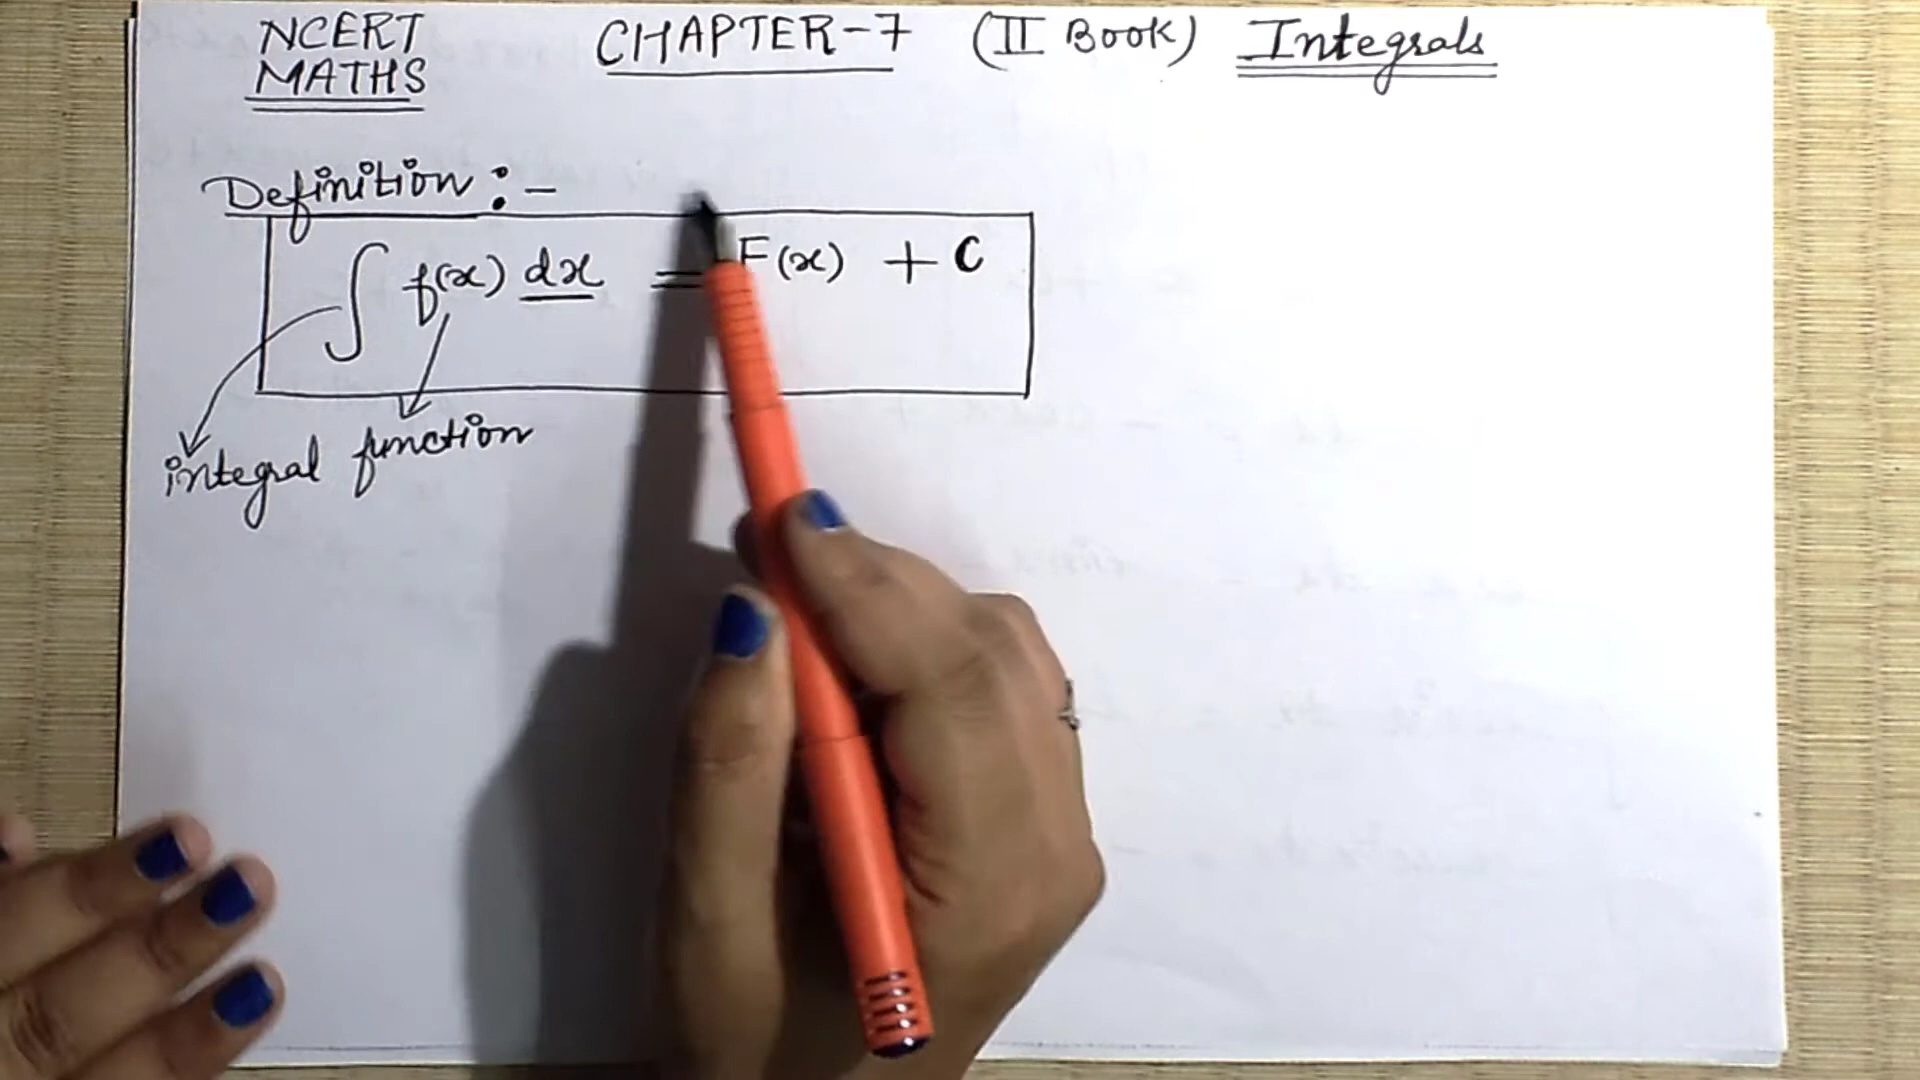 NCERT MATHS CHAPTER-7 (II Book) Integrals
Definition :-
∫ f(x) dx = F(x) + C
integral function